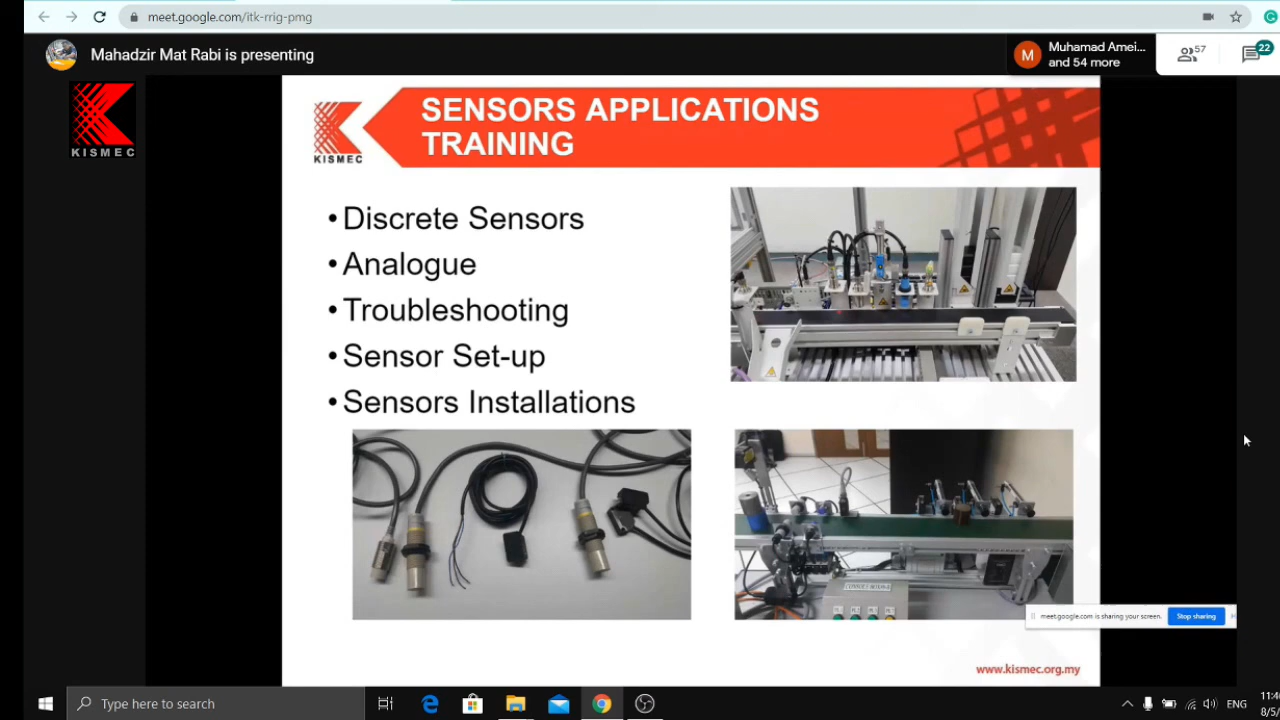 meet.google.com/itk-rrig-pmg
Mahadzir Mat Rabi is presenting
M
Muhamad Amei...
and 54 more
57
22
KISMEC
KISMEC
SENSORS APPLICATIONS
TRAINING
•Discrete Sensors
•Analogue
•Troubleshooting
•Sensor Set-up
•Sensors Installations
meet.google.com is sharing your screen.
Stop sharing
www.kismec.org.my
Type here to search
ENG
8/5/